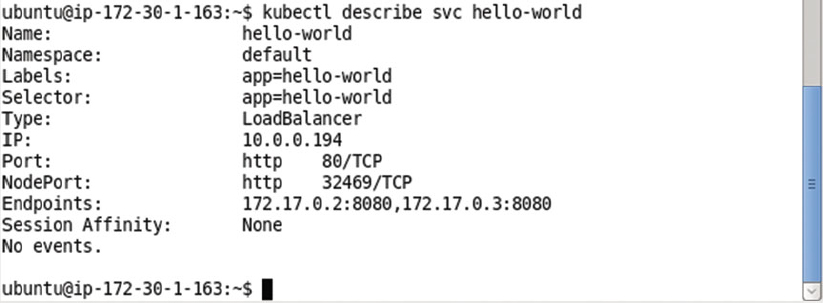 ubuntu@ip-172-30-1-163:~$ kubectl describe svc hello-world
Name: hello-world
Namespace: default
Labels: app=hello-world
Selector: app=hello-world
Type: LoadBalancer
IP: 10.0.0.194
Port: http 80/TCP
NodePort: http 32469/TCP
Endpoints: 172.17.0.2:8080,172.17.0.3:8080
Session Affinity: None
No events.
ubuntu@ip-172-30-1-163:~$